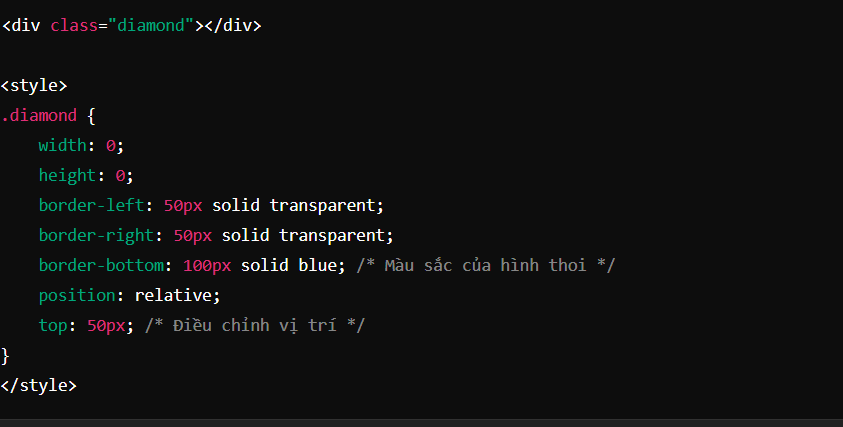 <div class="diamond"></div>
<style>
.diamond {
    width: 0;
    height: 0;
    border-left: 50px solid transparent;
    border-right: 50px solid transparent;
    border-bottom: 100px solid blue; /* Màu sắc của hình thoi */
    position: relative;
    top: 50px; /* Điều chỉnh vị trí */
}
</style>